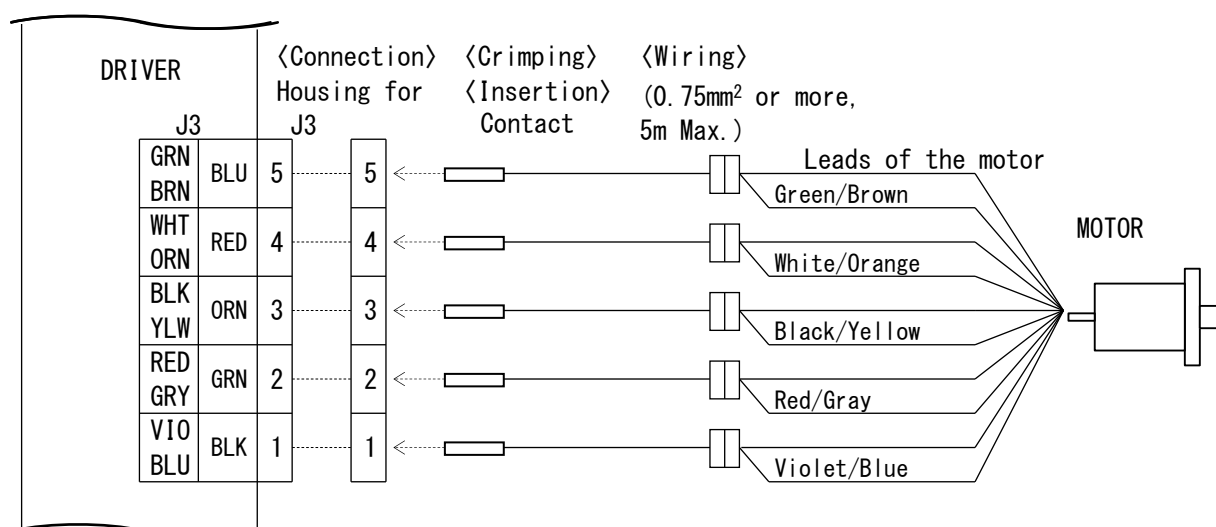 DRIVER
〈Connection〉
Housing for
〈Crimping〉
〈Insertion〉
Contact
〈Wiring〉
(0.75mm² or more,
5m Max.)
J3
J3
GRN
BRN
BLU
5
5
Leads of the motor
Green/Brown
WHT
ORN
RED
4
4
White/Orange
MOTOR
BLK
YLW
ORN
3
3
Black/Yellow
RED
GRY
GRN
2
2
Red/Gray
VIO
BLU
BLK
1
1
Violet/Blue